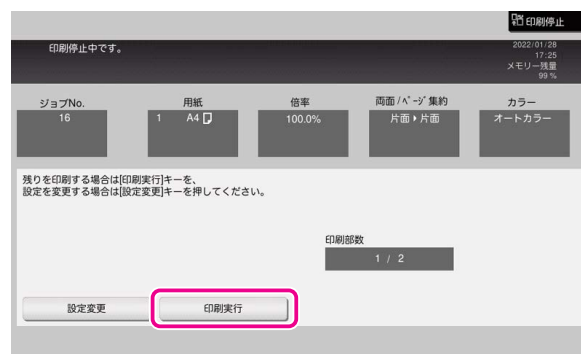 印刷停止
印刷停止中です。
2022/01/28
17:25
メモリー残量
99 %
ジョブNo.
16
用紙
1 A4
倍率
100.0%
両面/ページ集約
片面▶片面
カラー
オートカラー
残りを印刷する場合は[印刷実行]キーを、
設定を変更する場合は[設定変更]キーを押してください。
印刷部数
1 / 2
設定変更
印刷実行